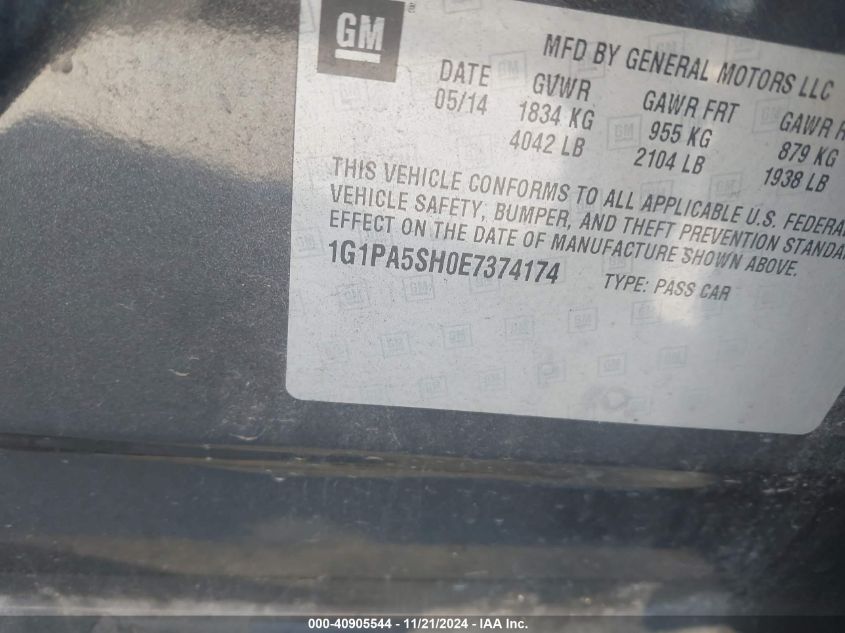 GM ®
MFD BY GENERAL MOTORS LLC
DATE GVWR GAWR FRT GAWR R
05/14 1834 KG 955 KG 879 KG
4042 LB 2104 LB 1938 LB
THIS VEHICLE CONFORMS TO ALL APPLICABLE U.S. FEDERAL
VEHICLE SAFETY, BUMPER, AND THEFT PREVENTION STANDA
EFFECT ON THE DATE OF MANUFACTURE SHOWN ABOVE.
1G1PA5SH0E7374174 TYPE: PASS CAR
000-40905544 - 11/21/2024 - IAA Inc.